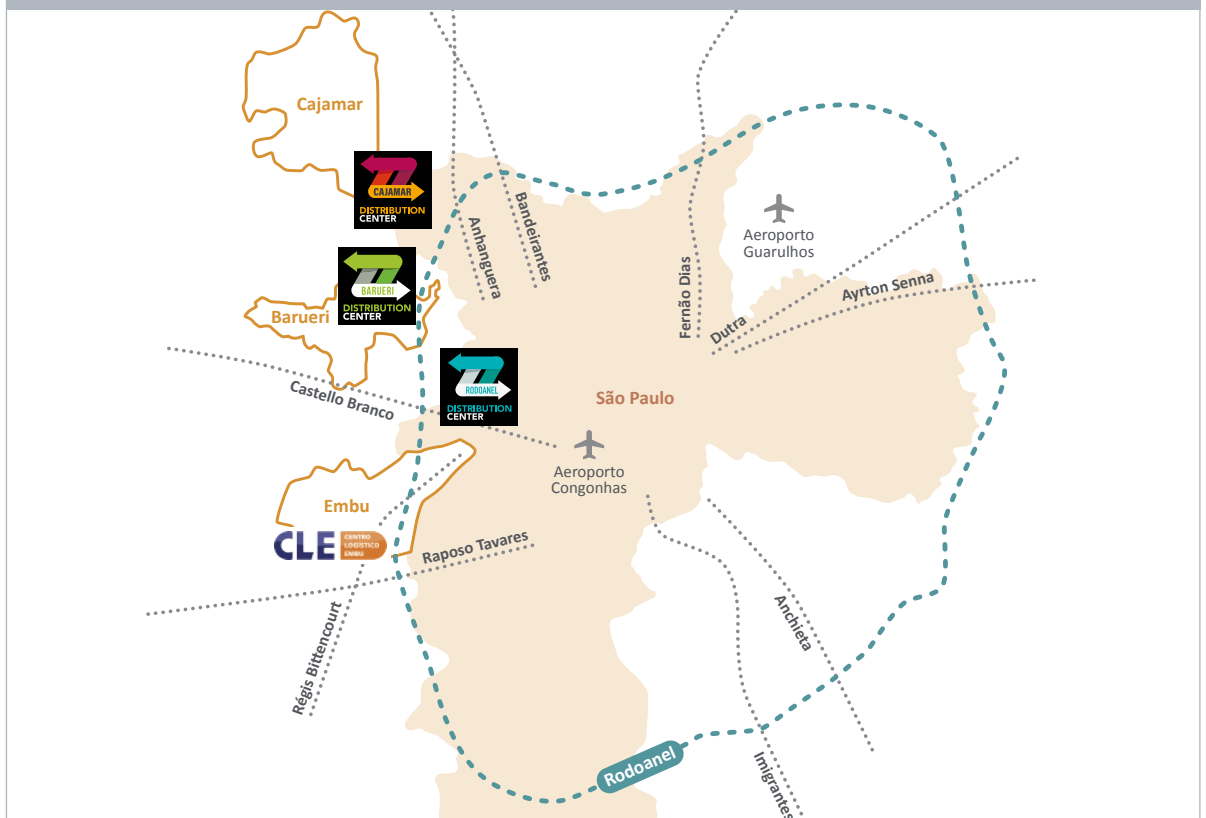 Cajamar
CAJAMAR
DISTRIBUTION
CENTER
Bandeirantes
Anhanguera
Aeroporto
Guarulhos
Fernão Dias
Ayrton Senna
Dutra
BARUERI
DISTRIBUTION
CENTER
Barueri
Castello Branco
RODOANEL
DISTRIBUTION
CENTER
São Paulo
Aeroporto
Congonhas
Embu
CLE
CENTRO
LOGÍSTICO
EMBU
Raposo Tavares
Régis Bittencourt
Anchieta
Rodoanel
Imigrantes